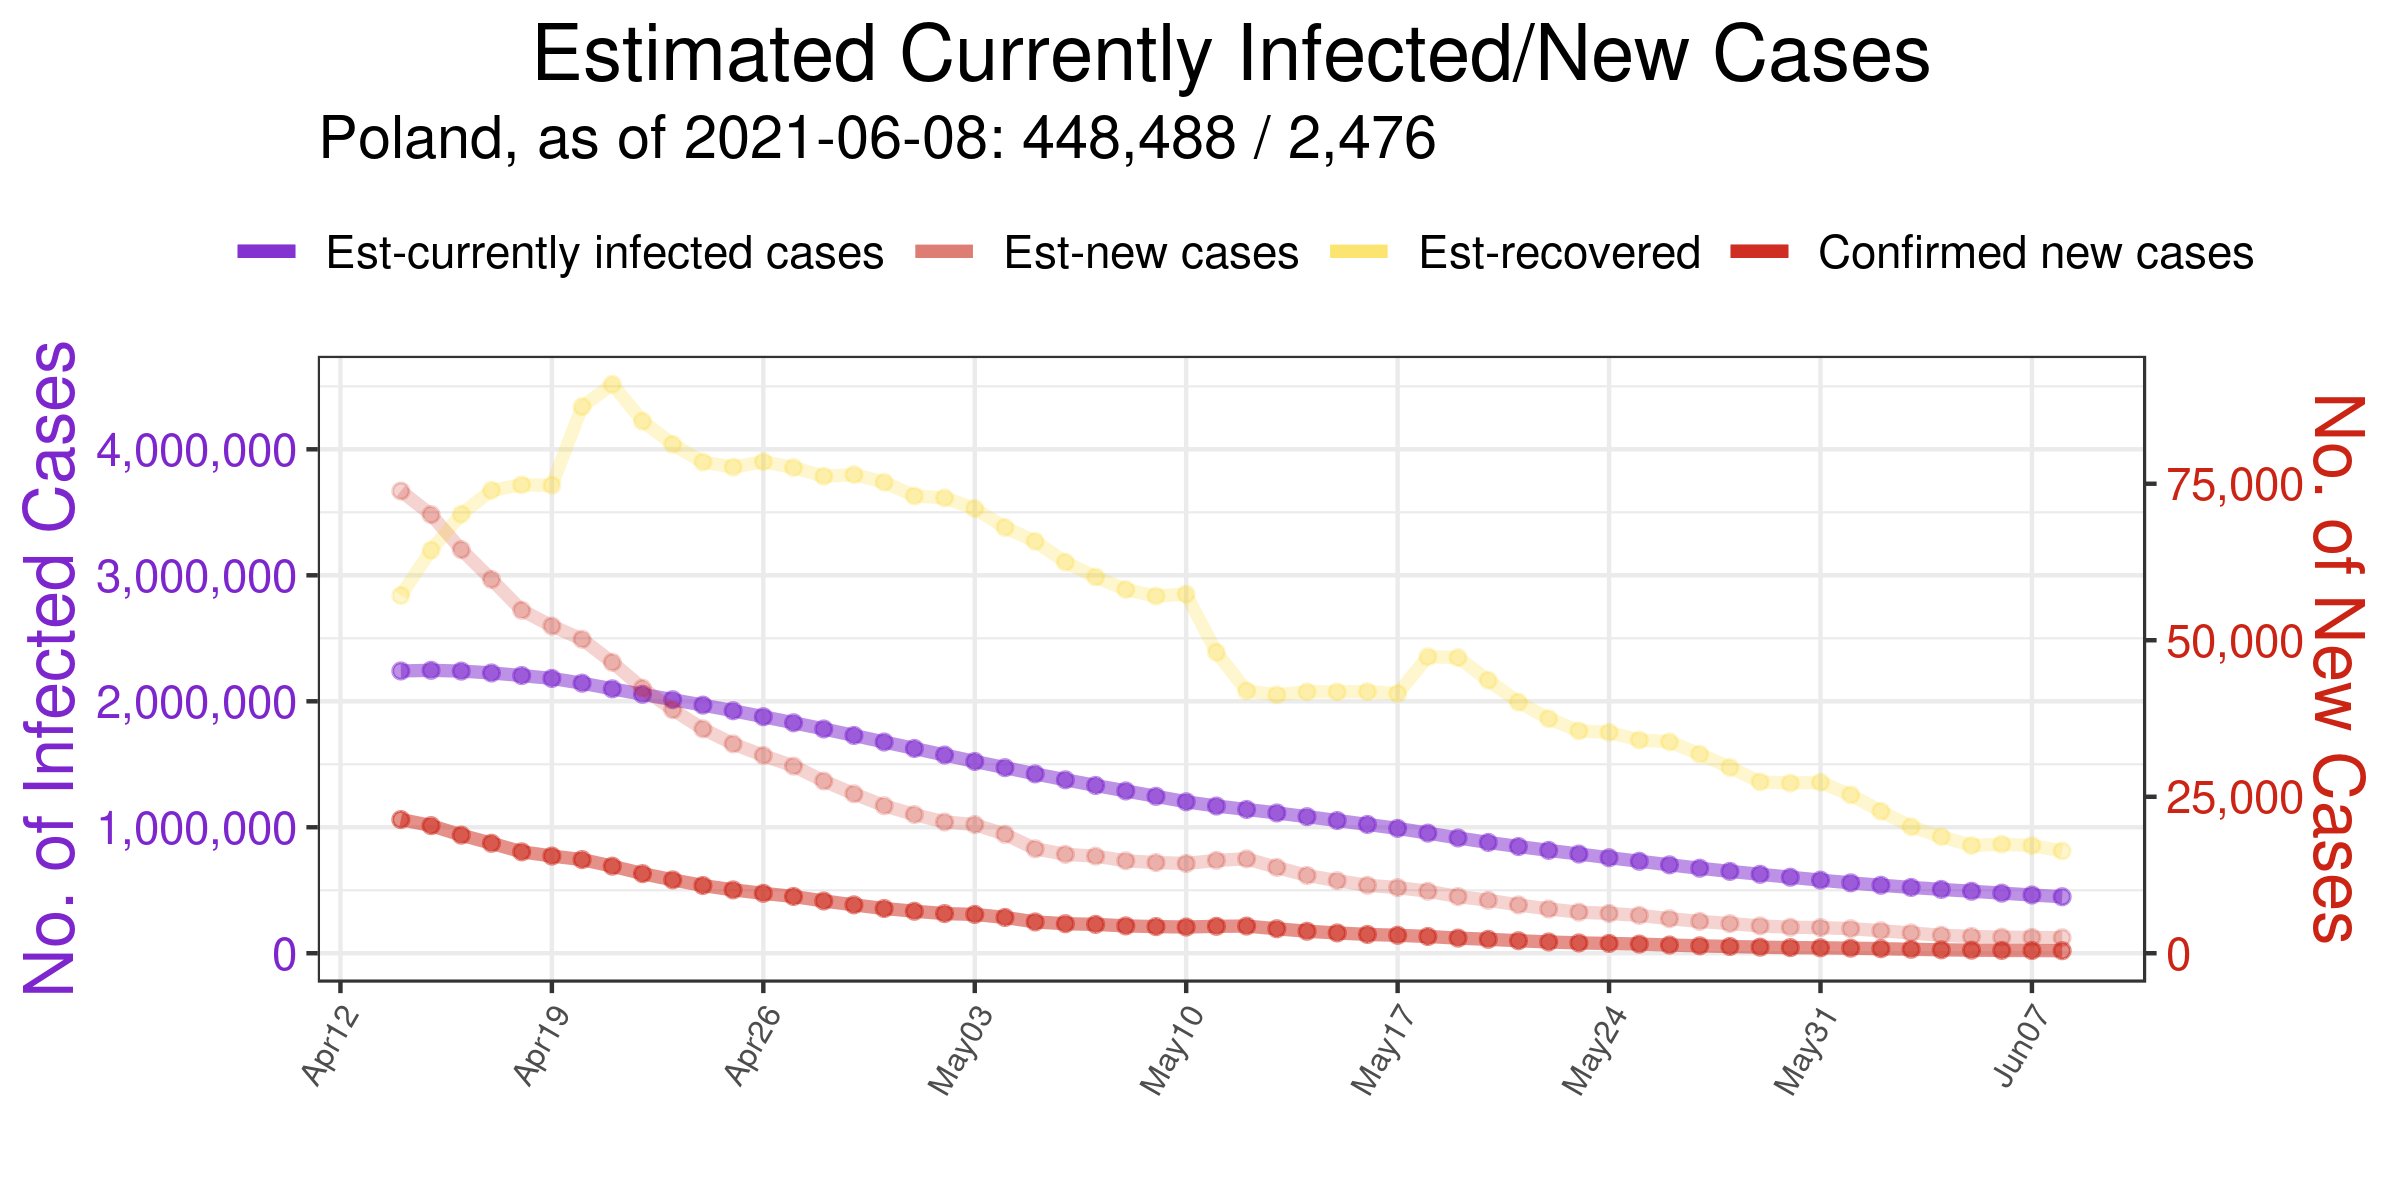 Estimated Currently Infected/New Cases
Poland, as of 2021-06-08: 448,488 / 2,476
Est-currently infected cases Est-new cases Est-recovered Confirmed new cases
No. of Infected Cases
4,000,000
3,000,000
2,000,000
1,000,000
0
75,000
50,000
25,000
0
No. of New Cases
Apr12 Apr19 Apr26 May03 May10 May17 May24 May31 Jun07